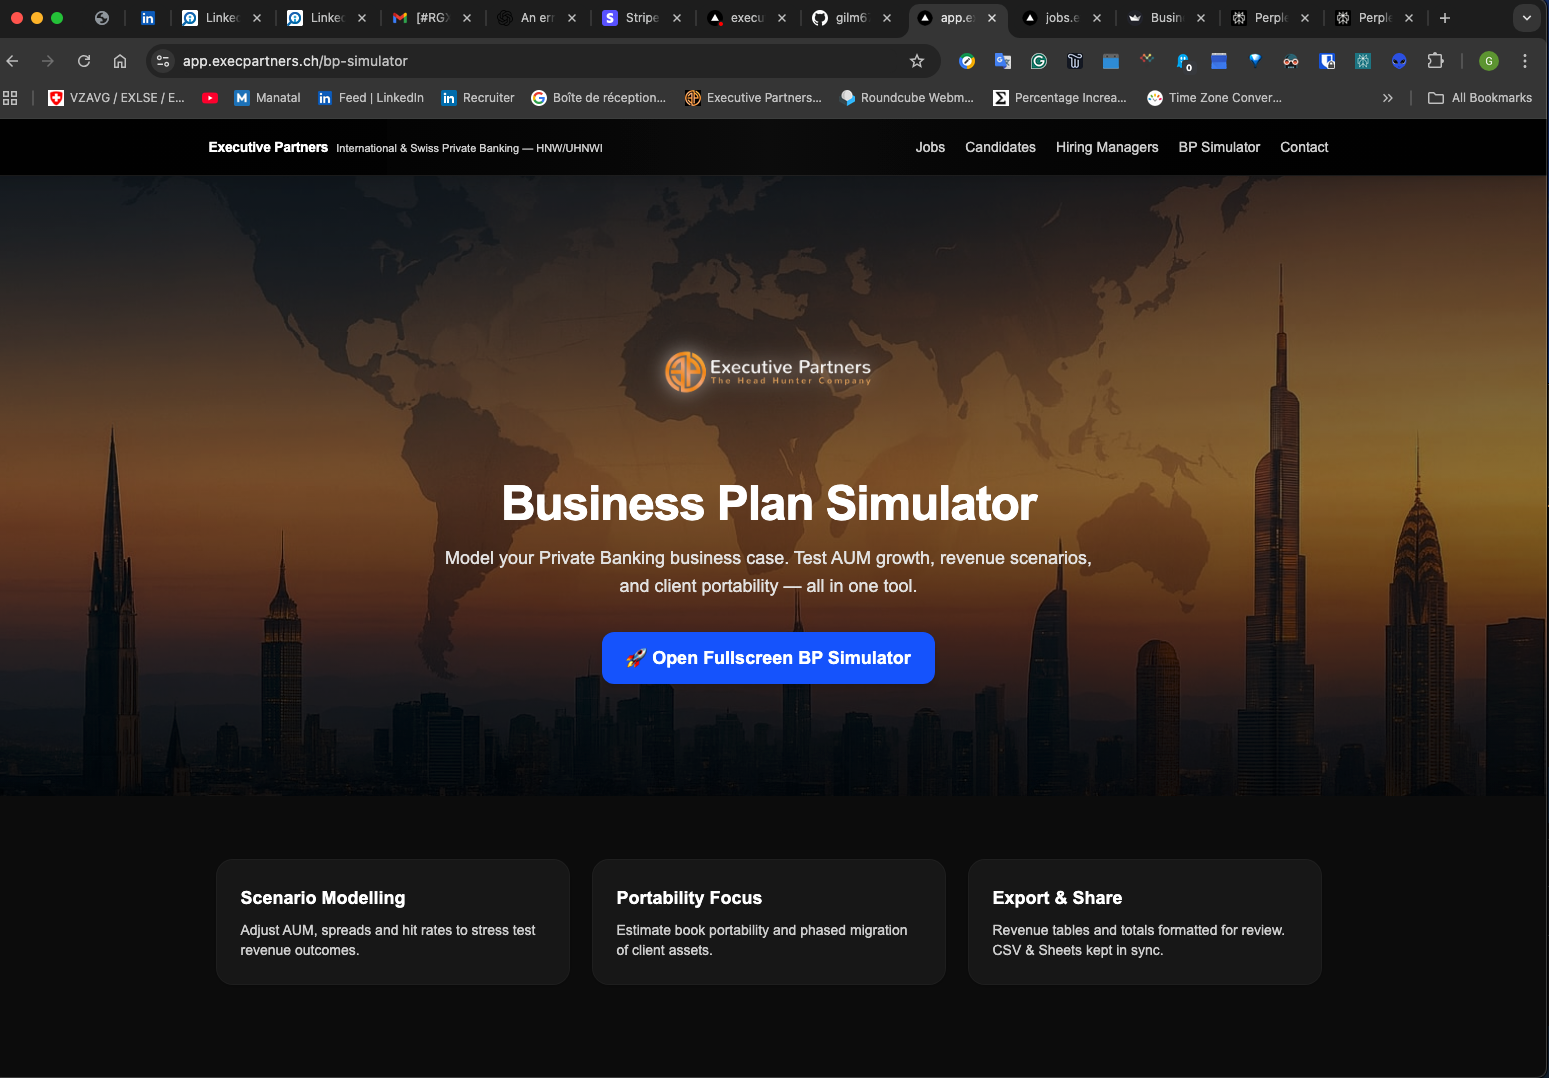 Linke
Linke
[#RG
An er
Stripe
execu
gilm6
app.e
jobs.e
Busin
Perple
Perple
app.execpartners.ch/bp-simulator
0
G
VZAVG / EXLSE / E...
Manatal
Feed | LinkedIn
Recruiter
Boîte de réception...
Executive Partners...
Roundcube Webm...
Percentage Increa...
Time Zone Conver...
All Bookmarks
Executive Partners International & Swiss Private Banking — HNW/UHNWI
Jobs Candidates Hiring Managers BP Simulator Contact
Executive Partners
The Head Hunter Company
Business Plan Simulator
Model your Private Banking business case. Test AUM growth, revenue scenarios,
and client portability — all in one tool.
🚀 Open Fullscreen BP Simulator
Scenario Modelling
Adjust AUM, spreads and hit rates to stress test
revenue outcomes.
Portability Focus
Estimate book portability and phased migration
of client assets.
Export & Share
Revenue tables and totals formatted for review.
CSV & Sheets kept in sync.